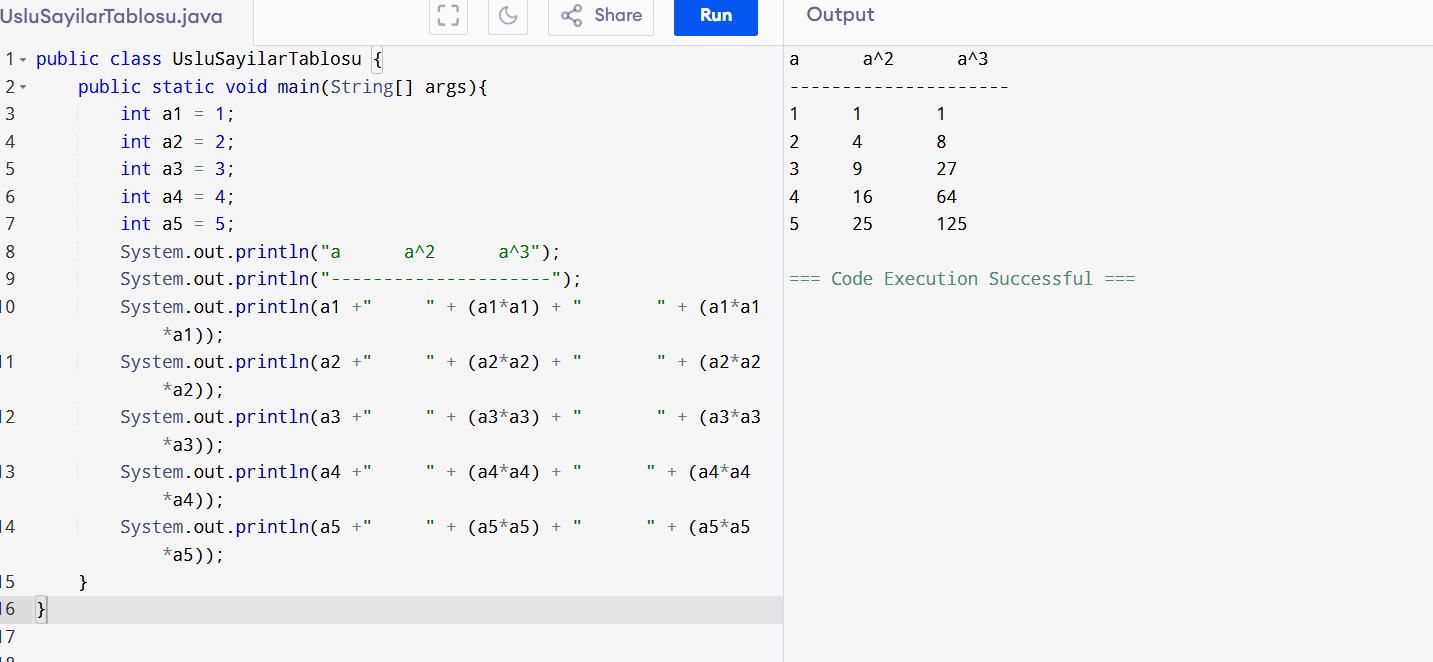 UsluSayilarTablosu.java
Share
Run
Output
1 public class UsluSayilarTablosu {
2     public static void main(String[] args){
3         int a1 = 1;
4         int a2 = 2;
5         int a3 = 3;
6         int a4 = 4;
7         int a5 = 5;
8         System.out.println("a      a^2      a^3");
9         System.out.println("---------------------");
10         System.out.println(a1 +"     " + (a1*a1) + "       " + (a1*a1
            *a1));
11         System.out.println(a2 +"     " + (a2*a2) + "       " + (a2*a2
            *a2));
12         System.out.println(a3 +"     " + (a3*a3) + "       " + (a3*a3
            *a3));
13         System.out.println(a4 +"     " + (a4*a4) + "      " + (a4*a4
            *a4));
14         System.out.println(a5 +"     " + (a5*a5) + "      " + (a5*a5
            *a5));
15     }
16 }
17
18
a      a^2      a^3
---------------------
1     1       1
2     4       8
3     9       27
4     16      64
5     25      125
=== Code Execution Successful ===